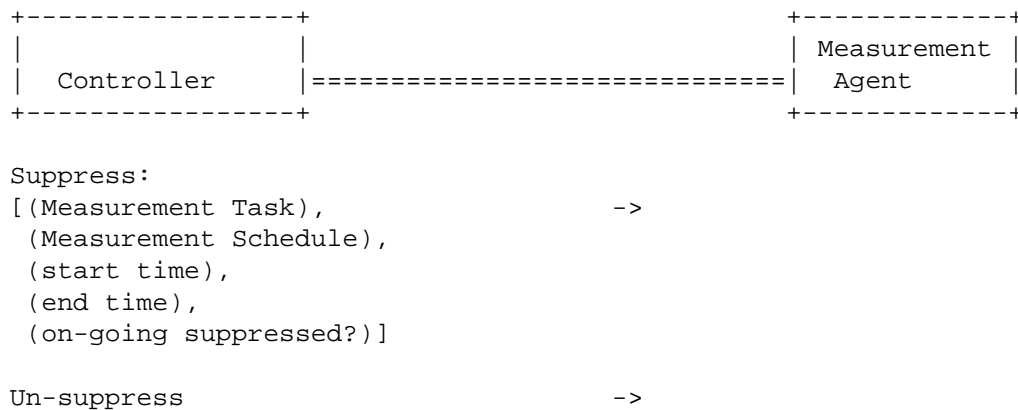 +-----------------+                              +-------------+
|                 |                              | Measurement |
|   Controller    |==============================|  Agent      |
+-----------------+                              +-------------+
Suppress:
[(Measurement Task),                  ->
(Measurement Schedule),
(start time),
(end time),
(on-going suppressed?)]
Un-suppress                           ->